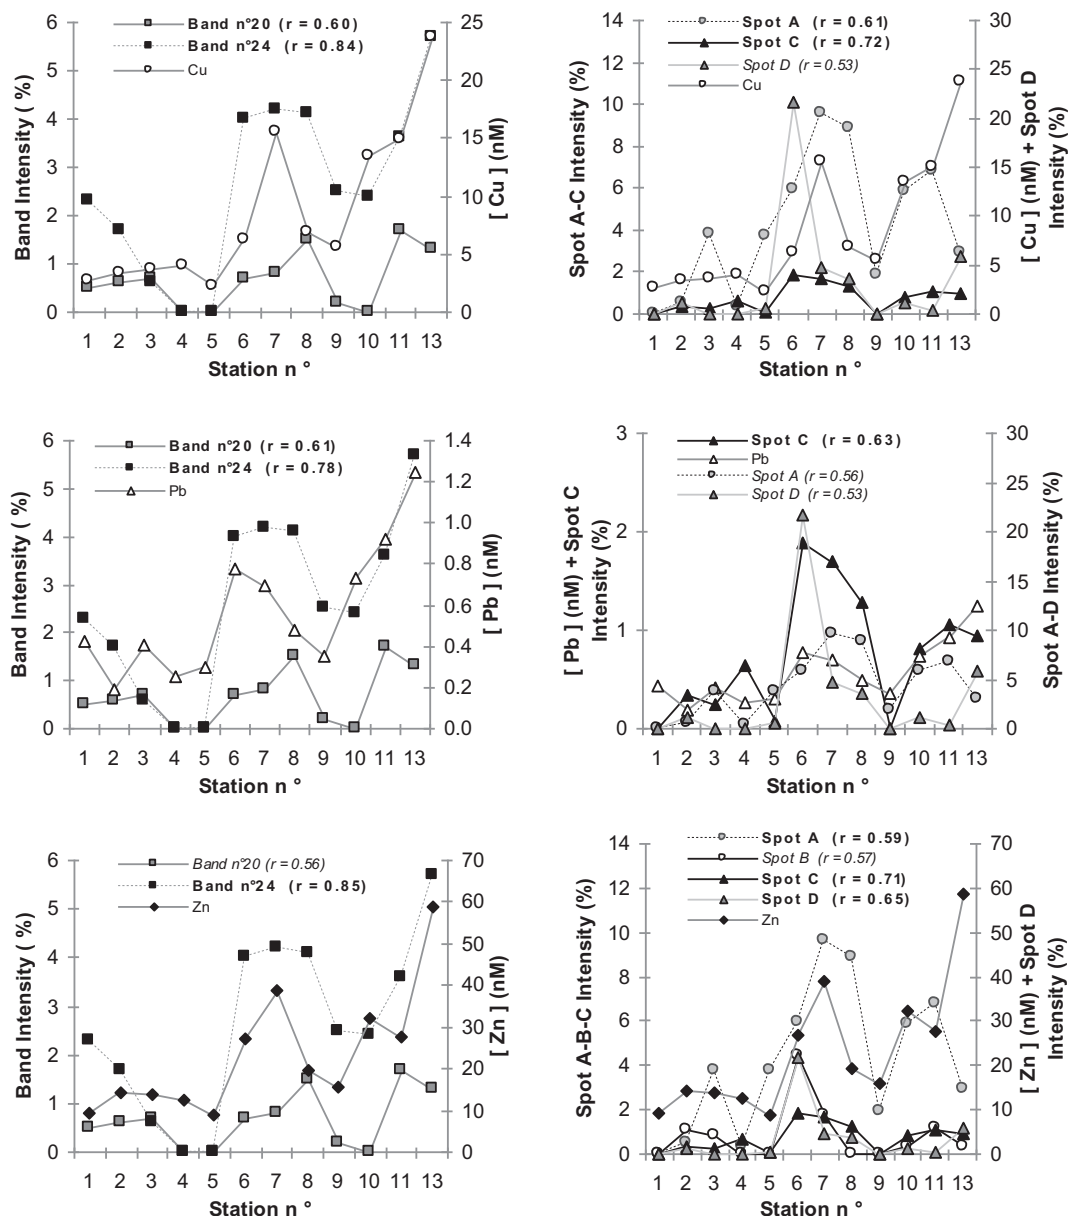 Band n°20 (r = 0.60)
Band n°24 (r = 0.84)
Cu
Band Intensity ( %)
6
5
4
3
2
1
0
25
20
15
10
5
0
[ Cu ] (nM)
1 2 3 4 5 6 7 8 9 10 11 13
Station n °
Spot A (r = 0.61)
Spot C (r = 0.72)
Spot D (r = 0.53)
Cu
Spot A-C Intensity (%)
14
12
10
8
6
4
2
0
30
25
20
15
10
5
0
[ Cu ] (nM) + Spot D
Intensity (%)
1 2 3 4 5 6 7 8 9 10 11 13
Station n °
Band n°20 (r = 0.61)
Band n°24 (r = 0.78)
Pb
Band Intensity ( %)
6
5
4
3
2
1
0
1.4
1.2
1.0
0.8
0.6
0.4
0.2
0.0
[ Pb ] (nM)
1 2 3 4 5 6 7 8 9 10 11 13
Station n °
Spot C (r = 0.63)
Pb
Spot A (r = 0.56)
Spot D (r = 0.53)
[ Pb ] (nM) + Spot C
Intensity (%)
3
2
1
0
30
25
20
15
10
5
0
Spot A-D Intensity (%)
1 2 3 4 5 6 7 8 9 10 11 13
Station n °
Band n°20 (r = 0.56)
Band n°24 (r = 0.85)
Zn
Band Intensity ( %)
6
5
4
3
2
1
0
70
60
50
40
30
20
10
0
[ Zn ] (nM)
1 2 3 4 5 6 7 8 9 10 11 13
Station n °
Spot A (r = 0.59)
Spot B (r = 0.57)
Spot C (r = 0.71)
Spot D (r = 0.65)
Zn
Spot A-B-C Intensity (%)
14
12
10
8
6
4
2
0
70
60
50
40
30
20
10
0
[ Zn ] (nM) + Spot D
Intensity (%)
1 2 3 4 5 6 7 8 9 10 11 13
Station n °